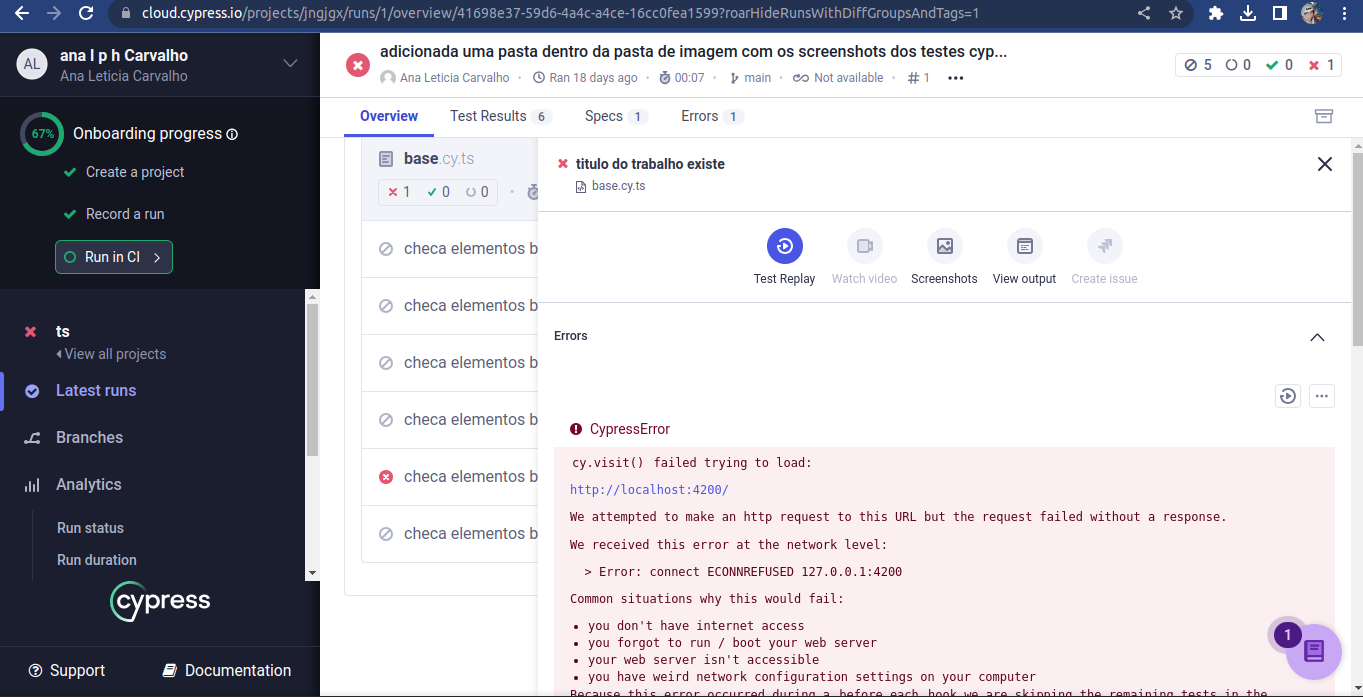 cloud.cypress.io/projects/jngjgx/runs/1/overview/41698e37-59d6-4a4c-a4ce-16cc0fea1599?roarHideRunsWithDiffGroupsAndTags=1
AL
ana l p h Carvalho
Ana Leticia Carvalho
67%
Onboarding progress
Create a project
Record a run
Run in CI
ts
View all projects
Latest runs
Branches
Analytics
Run status
Run duration
cypress
Support
Documentation
adicionada uma pasta dentro da pasta de imagem com os screenshots dos testes cyp...
Ana Leticia Carvalho
Ran 18 days ago
00:07
main
Not available
# 1
5 0 0 1
Overview
Test Results 6
Specs 1
Errors 1
base.cy.ts
1 0 0
checa elementos b
checa elementos b
checa elementos b
checa elementos b
checa elementos b
checa elementos b
titulo do trabalho existe
base.cy.ts
Test Replay
Watch video
Screenshots
View output
Create issue
Errors
CypressError
cy.visit() failed trying to load:
http://localhost:4200/
We attempted to make an http request to this URL but the request failed without a response.
We received this error at the network level:
> Error: connect ECONNREFUSED 127.0.0.1:4200
Common situations why this would fail:
• you don't have internet access
• you forgot to run / boot your web server
• your web server isn't accessible
• you have weird network configuration settings on your computer
Because this error occurred during a before each hook we are skipping the remaining tests in the
1